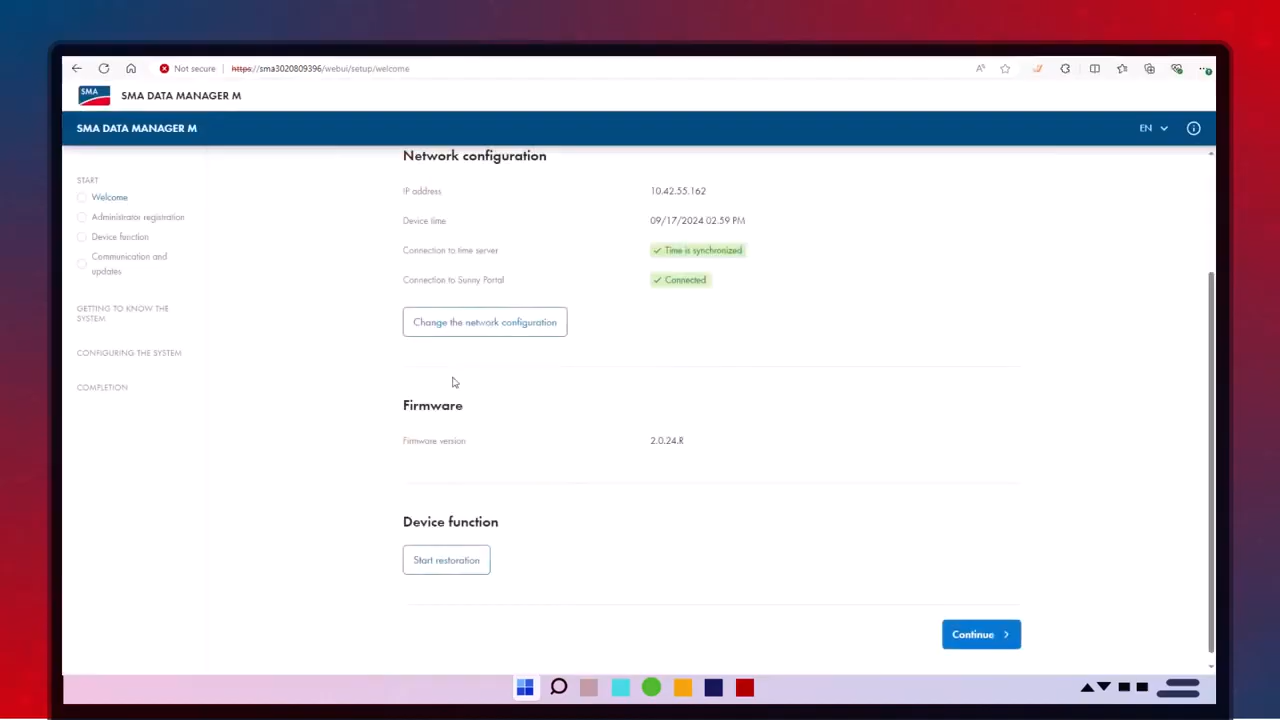 Not secure
https://sma3020809396/webui/setup/welcome
SMA
SMA DATA MANAGER M
SMA DATA MANAGER M
EN
START
Welcome
Administrator registration
Device function
Communication and
updates
GETTING TO KNOW THE
SYSTEM
CONFIGURING THE SYSTEM
COMPLETION
Network configuration
IP address
10.42.55.162
Device time
09/17/2024 02:59 PM
Connection to time server
Time is synchronized
Connection to Sunny Portal
Connected
Change the network configuration
Firmware
Firmware version
2.0.24.R
Device function
Start restoration
Continue